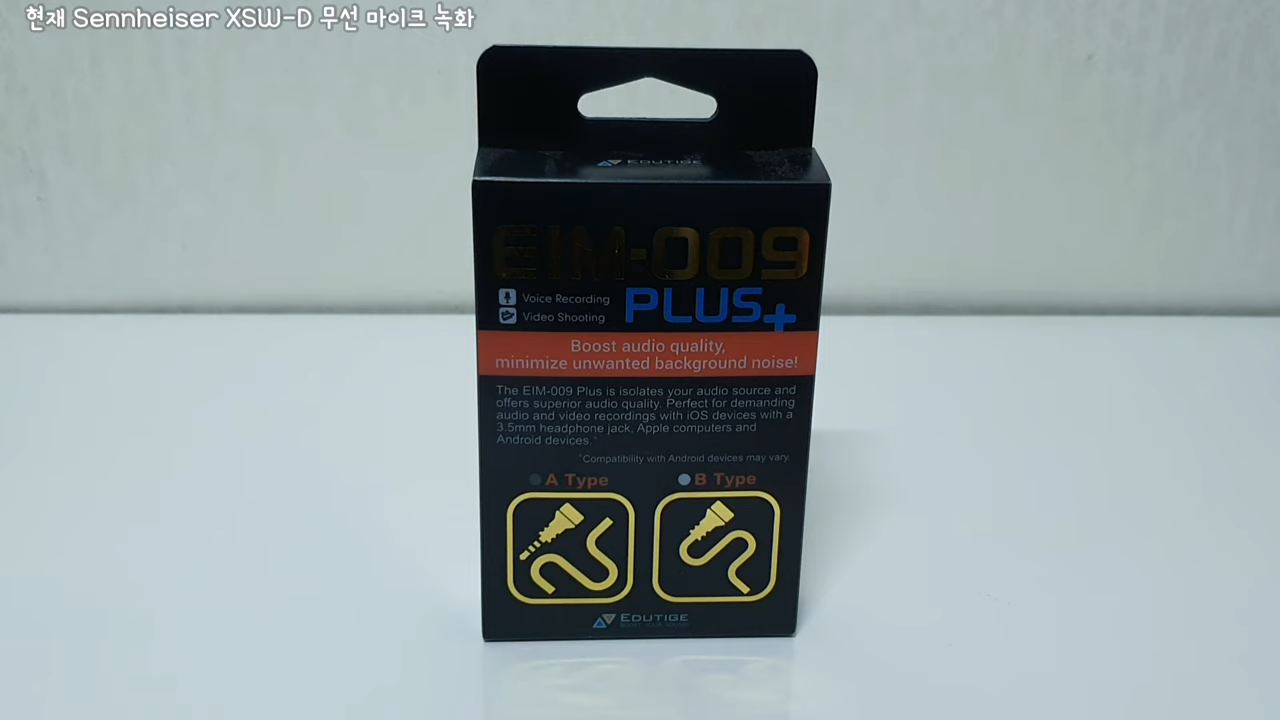 현재 Sennheiser XSW-D 무선 마이크 녹화
EDUTIGE
EIM-009
PLUS+
Voice Recording
Video Shooting
Boost audio quality,
minimize unwanted background noise!
The EIM-009 Plus is isolates your audio source and
offers superior audio quality. Perfect for demanding
audio and video recordings with iOS devices with a
3.5mm headphone jack, Apple computers and
Android devices.*
*Compatibility with Android devices may vary.
A Type
B Type
EDUTIGE
BOOST YOUR SOUND